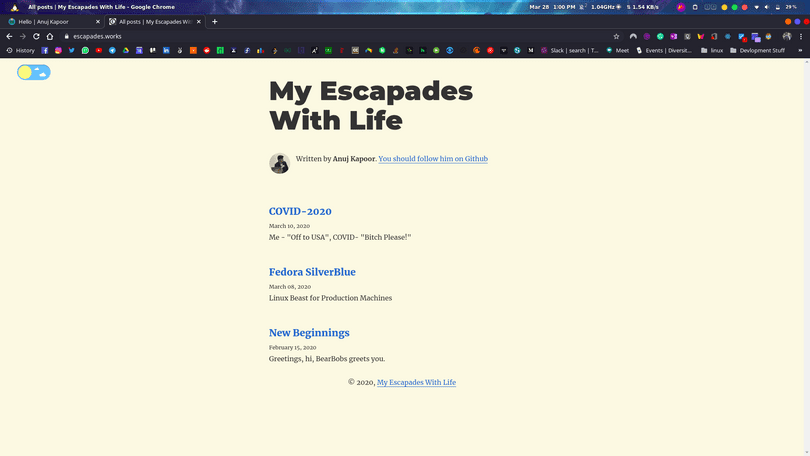 All posts | My Escapades With Life - Google Chrome
Mar 28 1:00 PM 1.04GHz 1.54 KB/s 29%
Hello | Anuj Kapoor
All posts | My Escapades With
escapades.works
History
Slack | search | T...
Meet
Events | Diversit...
linux
Devlopment Stuff
My Escapades
With Life
Written by Anuj Kapoor. You should follow him on Github
COVID-2020
March 10, 2020
Me - "Off to USA", COVID- "Bitch Please!"
Fedora SilverBlue
March 08, 2020
Linux Beast for Production Machines
New Beginnings
February 15, 2020
Greetings, hi, BearBobs greets you.
© 2020, My Escapades With Life